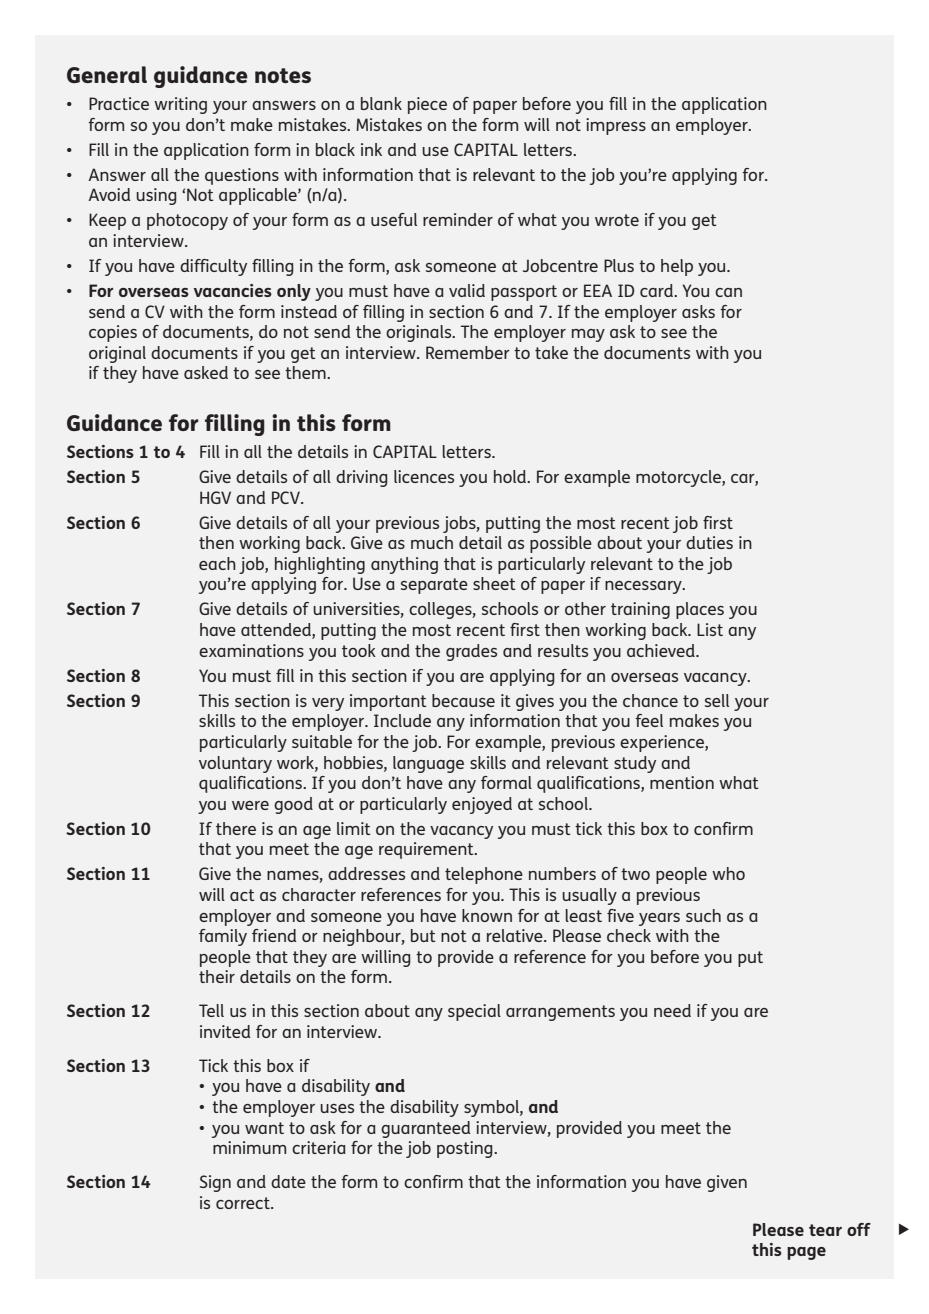 General guidance notes
• Practice writing your answers on a blank piece of paper before you fill in the application
form so you don’t make mistakes. Mistakes on the form will not impress an employer.
• Fill in the application form in black ink and use CAPITAL letters.
• Answer all the questions with information that is relevant to the job you’re applying for.
Avoid using ‘Not applicable’ (n/a).
• Keep a photocopy of your form as a useful reminder of what you wrote if you get
an interview.
• If you have difficulty filling in the form, ask someone at Jobcentre Plus to help you.
• For overseas vacancies only you must have a valid passport or EEA ID card. You can
send a CV with the form instead of filling in section 6 and 7. If the employer asks for
copies of documents, do not send the originals. The employer may ask to see the
original documents if you get an interview. Remember to take the documents with you
if they have asked to see them.
Guidance for filling in this form
Sections 1 to 4 Fill in all the details in CAPITAL letters.
Section 5 Give details of all driving licences you hold. For example motorcycle, car,
HGV and PCV.
Section 6 Give details of all your previous jobs, putting the most recent job first
then working back. Give as much detail as possible about your duties in
each job, highlighting anything that is particularly relevant to the job
you’re applying for. Use a separate sheet of paper if necessary.
Section 7 Give details of universities, colleges, schools or other training places you
have attended, putting the most recent first then working back. List any
examinations you took and the grades and results you achieved.
Section 8 You must fill in this section if you are applying for an overseas vacancy.
Section 9 This section is very important because it gives you the chance to sell your
skills to the employer. Include any information that you feel makes you
particularly suitable for the job. For example, previous experience,
voluntary work, hobbies, language skills and relevant study and
qualifications. If you don’t have any formal qualifications, mention what
you were good at or particularly enjoyed at school.
Section 10 If there is an age limit on the vacancy you must tick this box to confirm
that you meet the age requirement.
Section 11 Give the names, addresses and telephone numbers of two people who
will act as character references for you. This is usually a previous
employer and someone you have known for at least five years such as a
family friend or neighbour, but not a relative. Please check with the
people that they are willing to provide a reference for you before you put
their details on the form.
Section 12 Tell us in this section about any special arrangements you need if you are
invited for an interview.
Section 13 Tick this box if
• you have a disability and
• the employer uses the disability symbol, and
• you want to ask for a guaranteed interview, provided you meet the
minimum criteria for the job posting.
Section 14 Sign and date the form to confirm that the information you have given
is correct.
Please tear off
this page